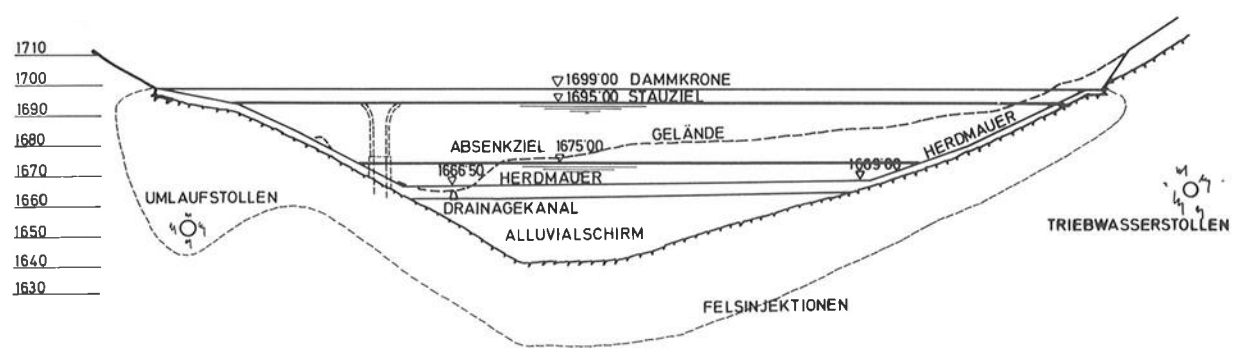 1710
1700
1690
1680
1670
1660
1650
1640
1630
1699'00 DAMMKRONE
1695'00 STAUZIEL
GELÄNDE
ABSENKZIEL 1675'00
HERDMAUER
1666'50
1669'00
HERDMAUER
DRAINAGEKANAL
ALLUVIALSCHIRM
UMLAUFSTOLLEN
TRIEBWASSERSTOLLEN
FELSINJEKTIONEN